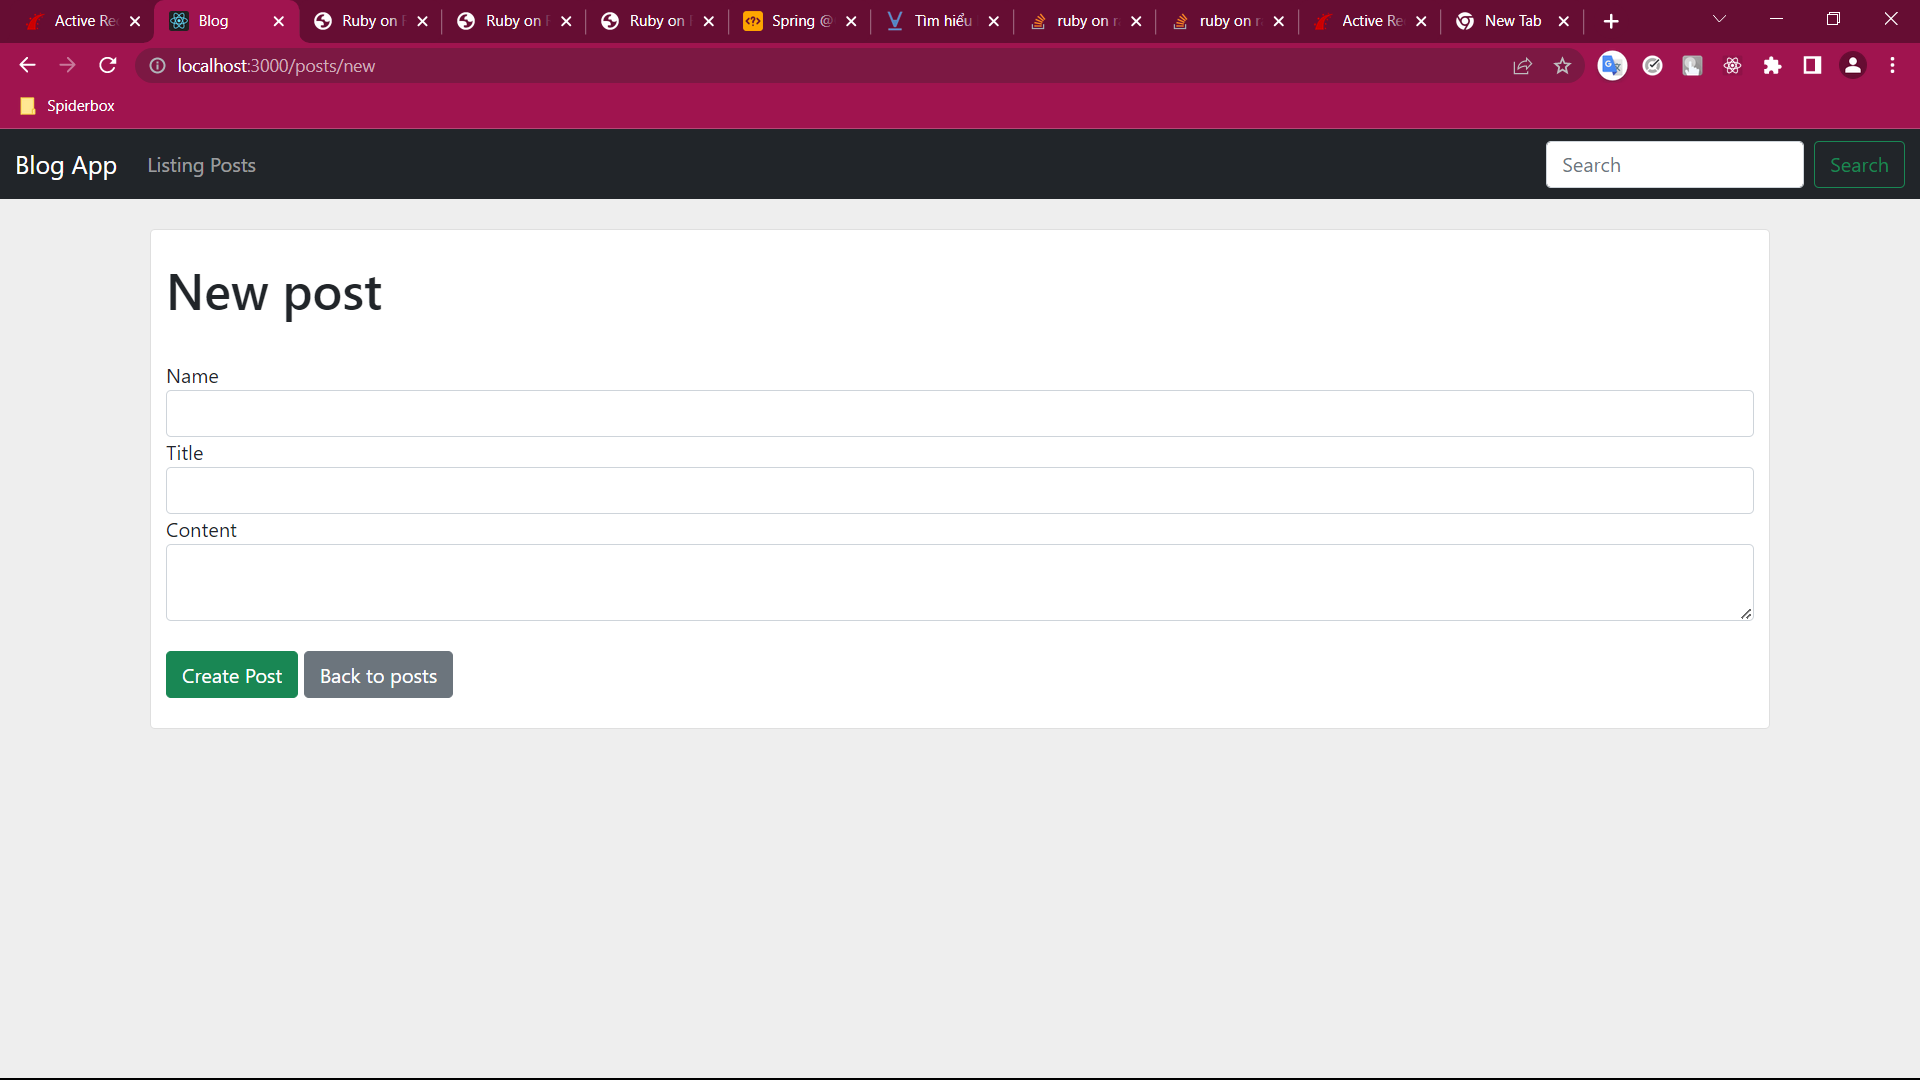 Active Re
Blog
Ruby on
Ruby on
Ruby on
Spring @
Tìm hiểu
ruby on
ruby on
Active Re
New Tab
localhost:3000/posts/new
Spiderbox
Blog App
Listing Posts
Search
Search
New post
Name
Title
Content
Create Post
Back to posts